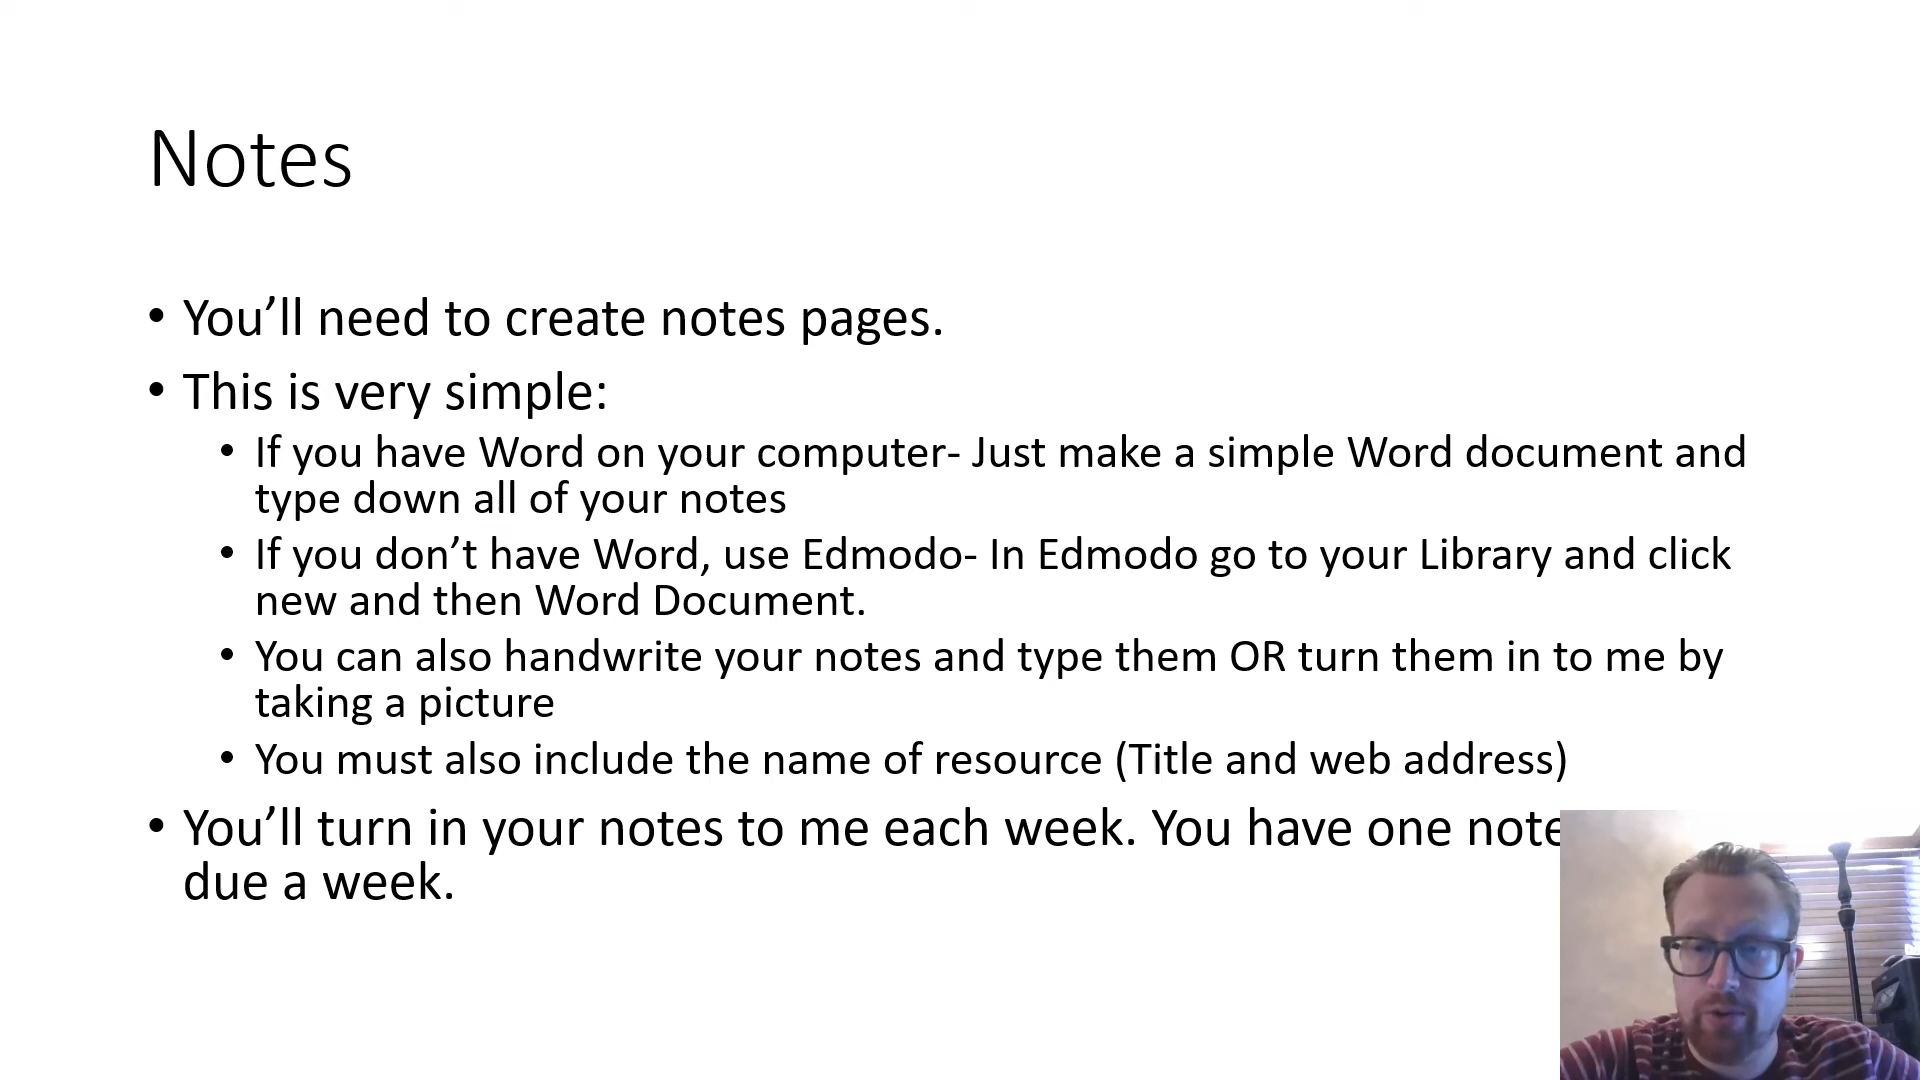 Notes
• You’ll need to create notes pages.
• This is very simple:
• If you have Word on your computer- Just make a simple Word document and
type down all of your notes
• If you don’t have Word, use Edmodo- In Edmodo go to your Library and click
new and then Word Document.
• You can also handwrite your notes and type them OR turn them in to me by
taking a picture
• You must also include the name of resource (Title and web address)
• You’ll turn in your notes to me each week. You have one note
due a week.